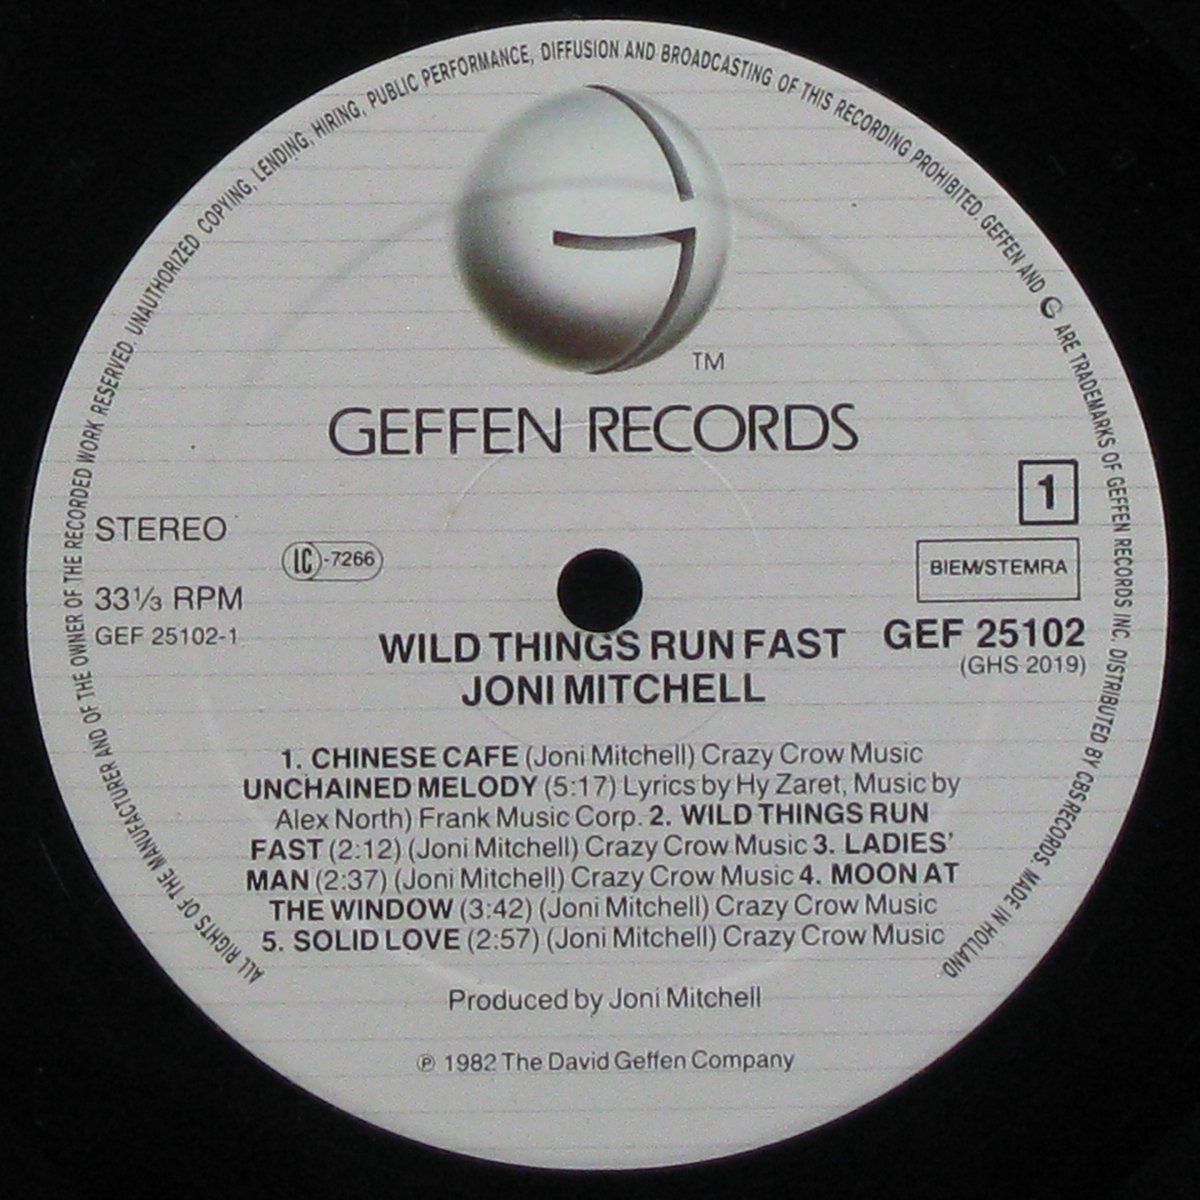 ALL RIGHTS OF THE MANUFACTURER AND OF THE OWNER OF THE RECORDED WORK RESERVED. UNAUTHORIZED COPYING, LENDING, HIRING, PUBLIC PERFORMANCE, DIFFUSION AND BROADCASTING OF THIS RECORDING PROHIBITED. GEFFEN AND G ARE TRADEMARKS OF GEFFEN RECORDS INC. DISTRIBUTED BY CBS RECORDS. MADE IN HOLLAND
G
TM
GEFFEN RECORDS
1
STEREO
LC-7266
BIEM/STEMRA
33⅓ RPM
GEF 25102-1
GEF 25102
(GHS 2019)
WILD THINGS RUN FAST
JONI MITCHELL
1. CHINESE CAFE (Joni Mitchell) Crazy Crow Music
UNCHAINED MELODY (5:17) Lyrics by Hy Zaret, Music by
Alex North) Frank Music Corp. 2. WILD THINGS RUN
FAST (2:12) (Joni Mitchell) Crazy Crow Music 3. LADIES'
MAN (2:37) (Joni Mitchell) Crazy Crow Music 4. MOON AT
THE WINDOW (3:42) (Joni Mitchell) Crazy Crow Music
5. SOLID LOVE (2:57) (Joni Mitchell) Crazy Crow Music
Produced by Joni Mitchell
℗ 1982 The David Geffen Company